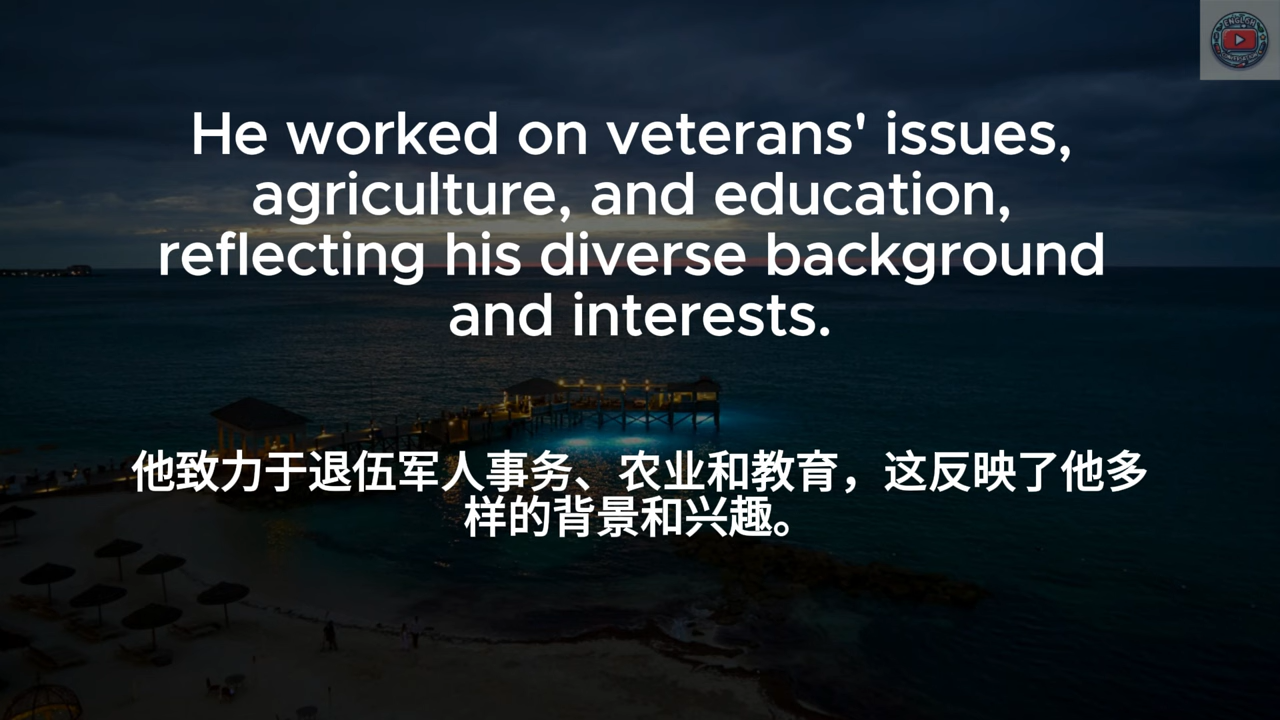 He worked on veterans' issues,
agriculture, and education,
reflecting his diverse background
and interests.
他致力于退伍军人事务、农业和教育，这反映了他多
样的背景和兴趣。